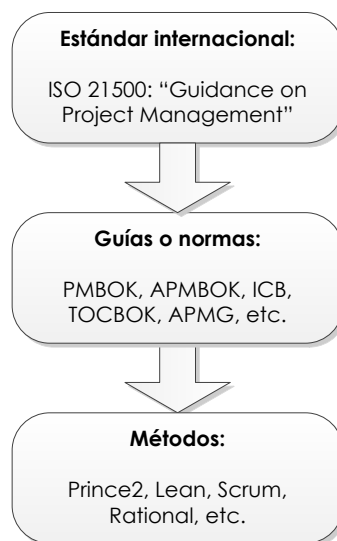 Estándar internacional:
ISO 21500: “Guidance on
Project Management”
Guías o normas:
PMBOK, APMBOK, ICB,
TOCBOK, APMG, etc.
Métodos:
Prince2, Lean, Scrum,
Rational, etc.